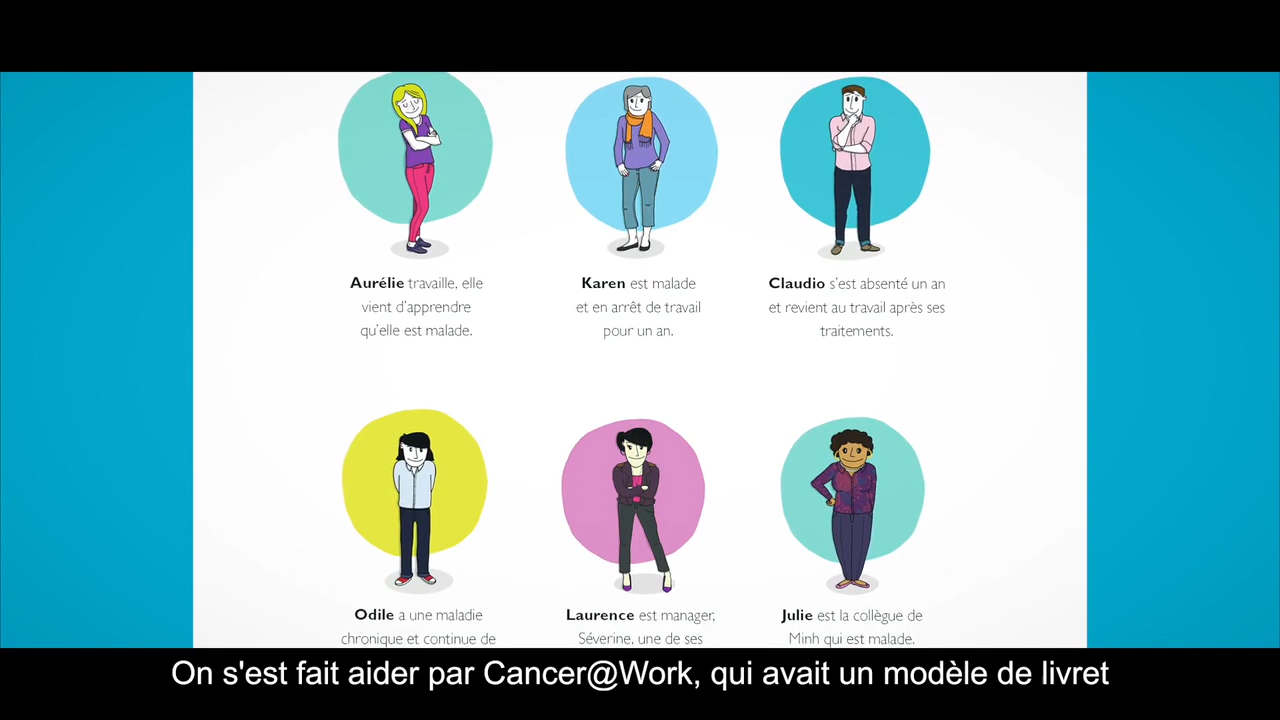 Aurélie travaille, elle
vient d'apprendre
qu'elle est malade.
Karen est malade
et en arrêt de travail
pour un an.
Claudio s'est absenté un an
et revient au travail après ses
traitements.
Odile a une maladie
chronique et continue de
Laurence est manager,
Séverine, une de ses
Julie est la collègue de
Minh qui est malade.
On s'est fait aider par Cancer@Work, qui avait un modèle de livret